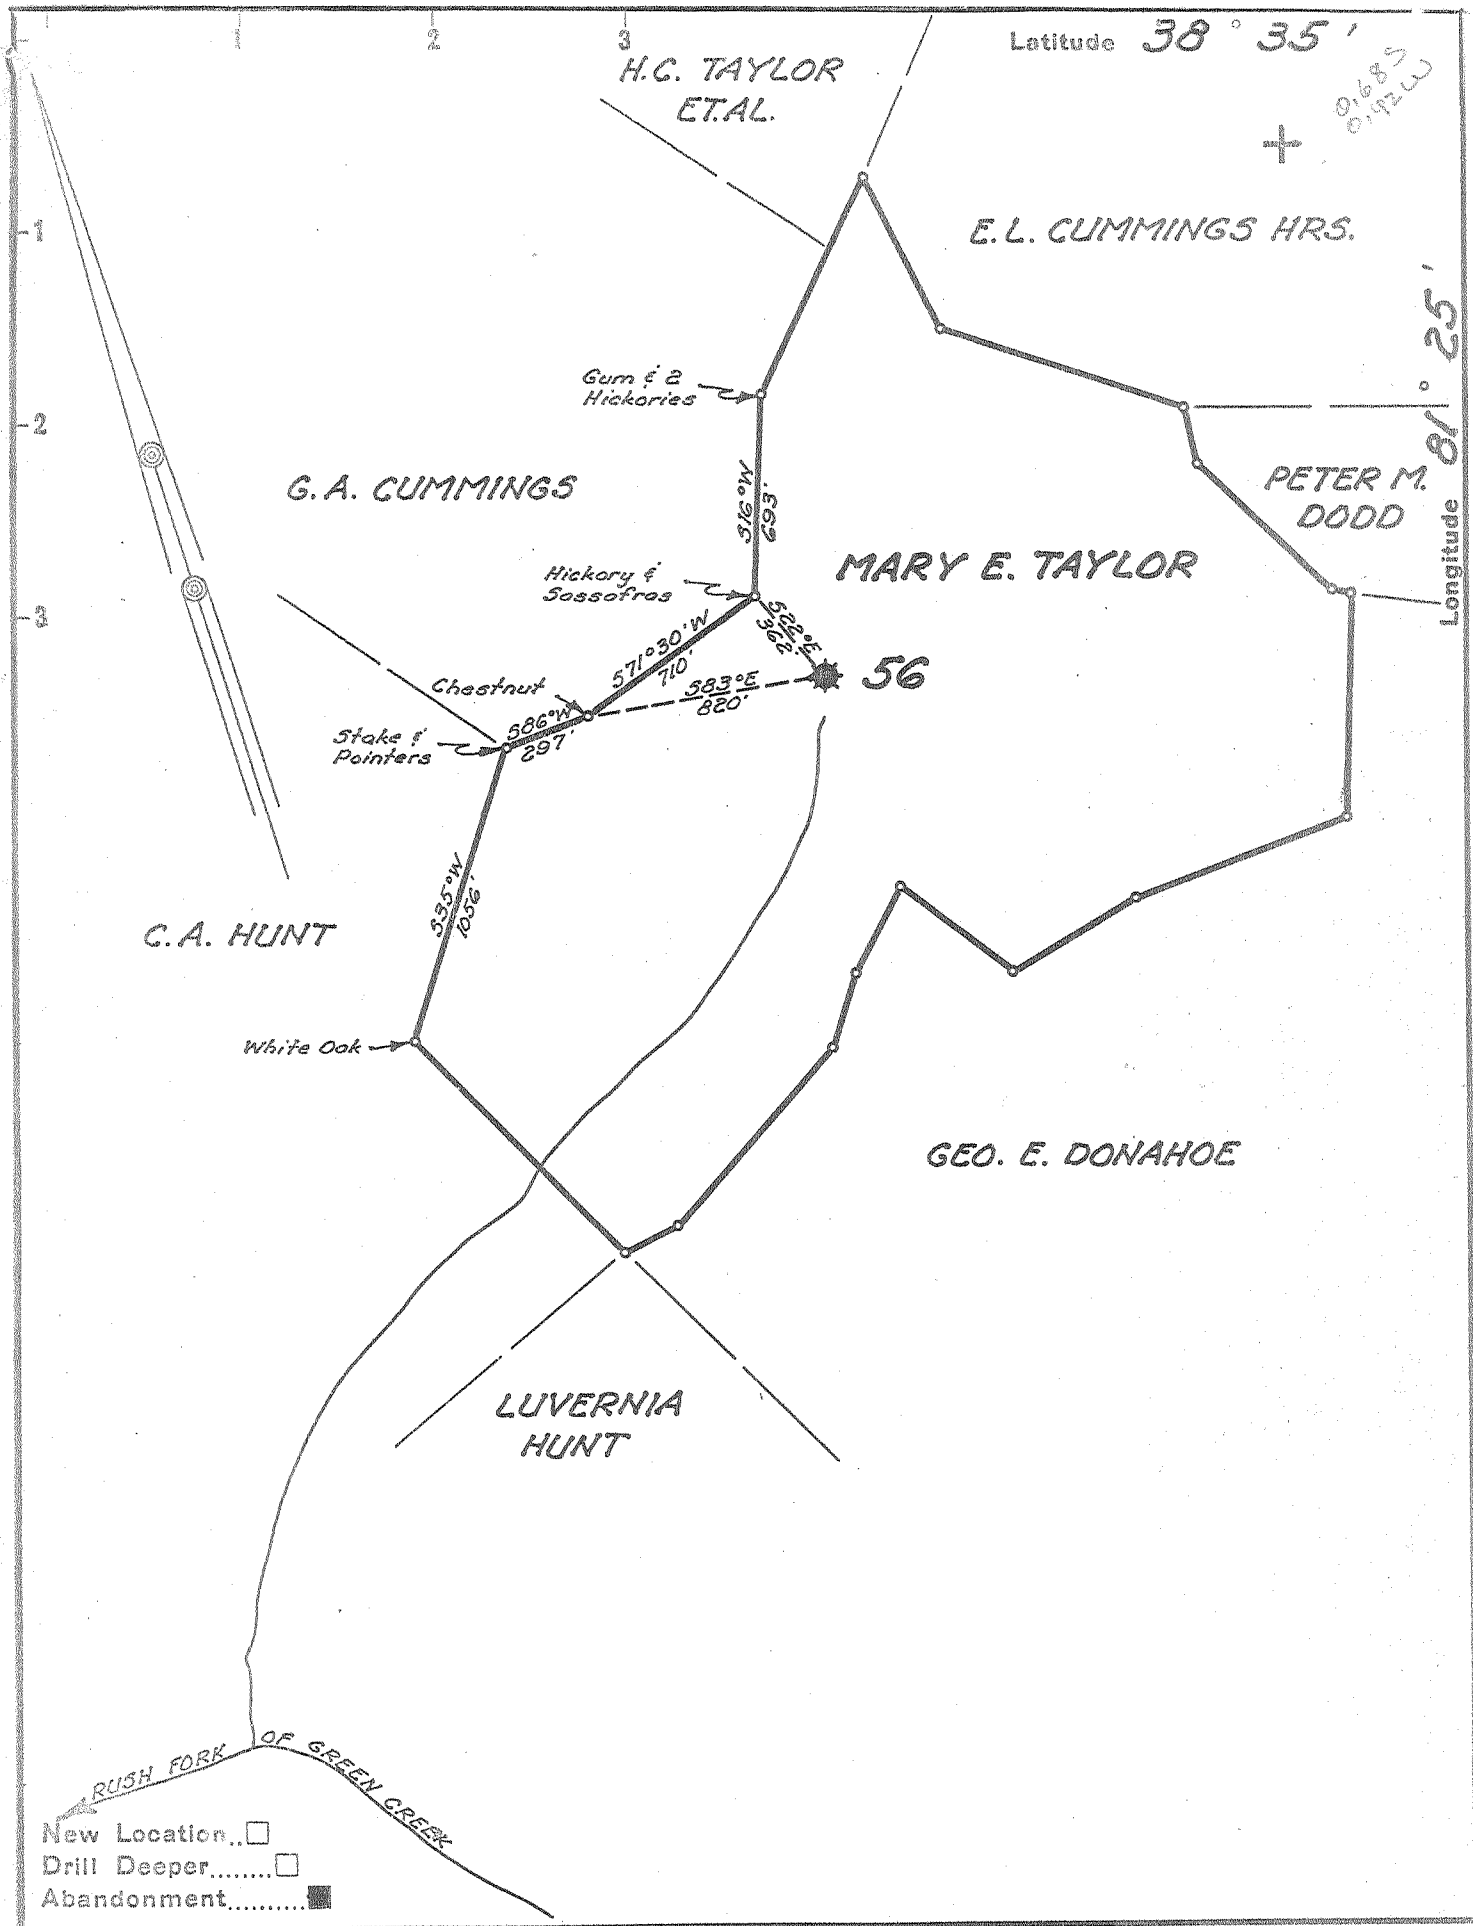 1 2 3
Latitude 38° 35'
0.68 S
0.92 W
H.C. TAYLOR
ET.AL.
1
E.L. CUMMINGS HRS.
Longitude 81° 25'
Gum & 2
Hickories
2
G.A. CUMMINGS
S16°W
693'
PETER M.
DODD
MARY E. TAYLOR
Hickory &
Sassafras
3
S22°E
362'
S71°30'W
710'
56
Chestnut
S83°E
820'
S86°W
297'
Stake &
Pointers
S35°W
1056'
C.A. HUNT
White Oak
GEO. E. DONAHOE
LUVERNIA
HUNT
RUSH FORK OF GREEN CREEK
New Location..□
Drill Deeper.......□
Abandonment..........■